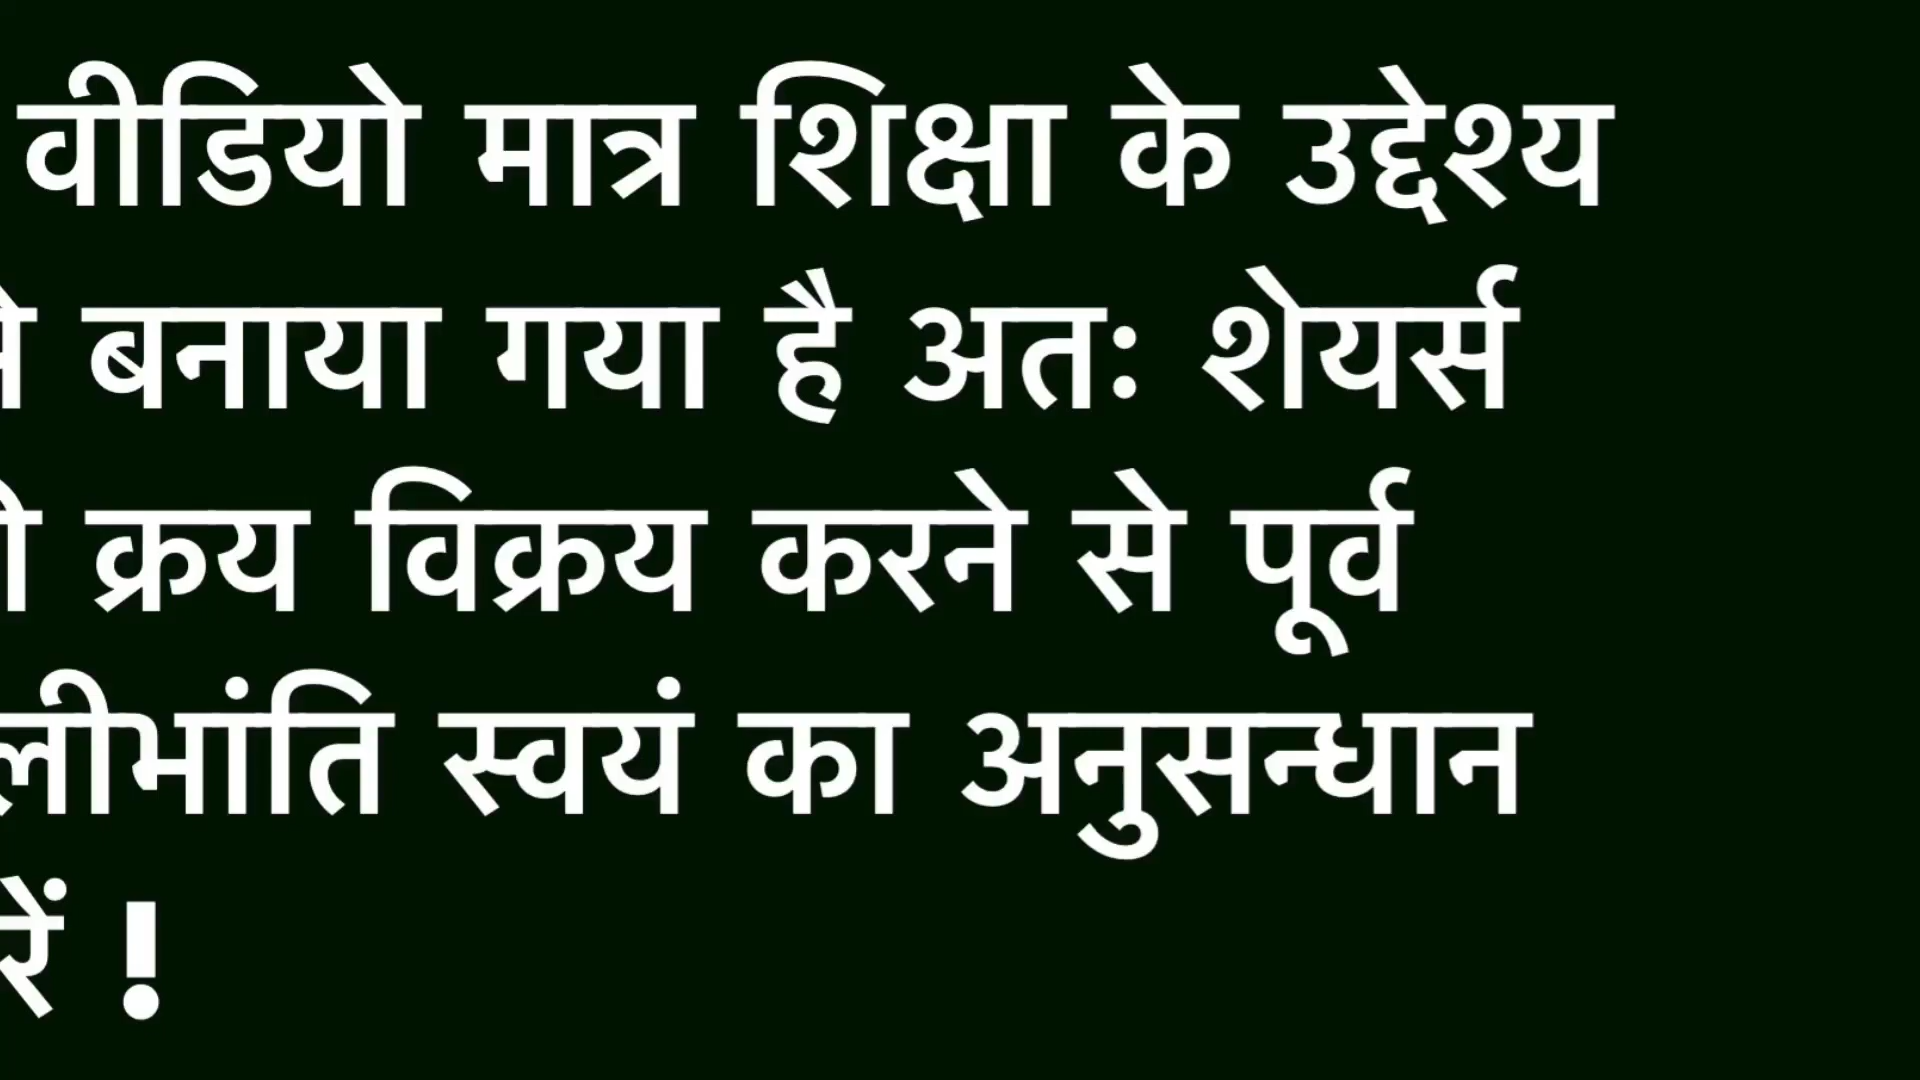 वीडियो मात्र शिक्षा के उद्देश्य
बनाया गया है अतः शेयर्स
क्रय विक्रय करने से पूर्व
लीभांति स्वयं का अनुसन्धान
रें !